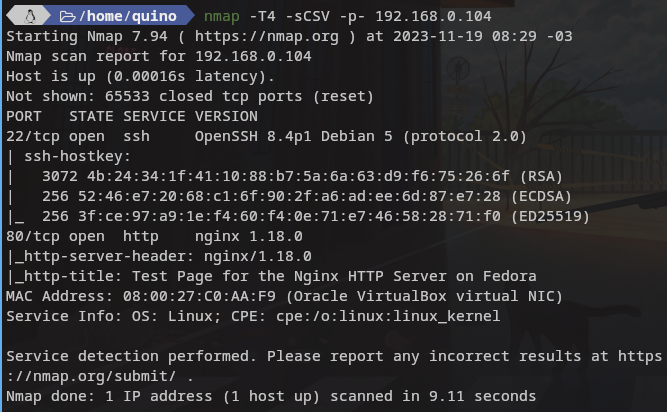 /home/quino nmap -T4 -sCSV -p- 192.168.0.104
Starting Nmap 7.94 ( https://nmap.org ) at 2023-11-19 08:29 -03
Nmap scan report for 192.168.0.104
Host is up (0.00016s latency).
Not shown: 65533 closed tcp ports (reset)
PORT   STATE SERVICE VERSION
22/tcp open  ssh     OpenSSH 8.4p1 Debian 5 (protocol 2.0)
| ssh-hostkey:
|   3072 4b:24:34:1f:41:10:88:b7:5a:6a:63:d9:f6:75:26:6f (RSA)
|   256 52:46:e7:20:68:c1:6f:90:2f:a6:ad:ee:6d:87:e7:28 (ECDSA)
|_  256 3f:ce:97:a9:1e:f4:60:f4:0e:71:e7:46:58:28:71:f0 (ED25519)
80/tcp open  http    nginx 1.18.0
|_http-server-header: nginx/1.18.0
|_http-title: Test Page for the Nginx HTTP Server on Fedora
MAC Address: 08:00:27:C0:AA:F9 (Oracle VirtualBox virtual NIC)
Service Info: OS: Linux; CPE: cpe:/o:linux:linux_kernel
Service detection performed. Please report any incorrect results at https
://nmap.org/submit/ .
Nmap done: 1 IP address (1 host up) scanned in 9.11 seconds